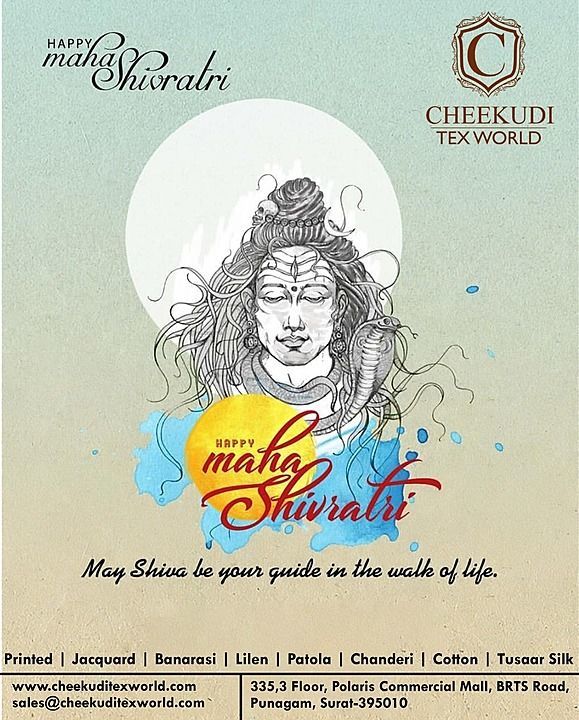 HAPPY
maha
Shivratri
C
CHEEKUDI
TEX WORLD
HAPPY
maha
Shivratri
May Shiva be your guide in the walk of life.
Printed | Jacquard | Banarasi | Lilen | Patola | Chanderi | Cotton | Tusaar Silk
www.cheekuditexworld.com
sales@cheekuditexworld.com
335,3 Floor, Polaris Commercial Mall, BRTS Road,
Punagam, Surat-395010